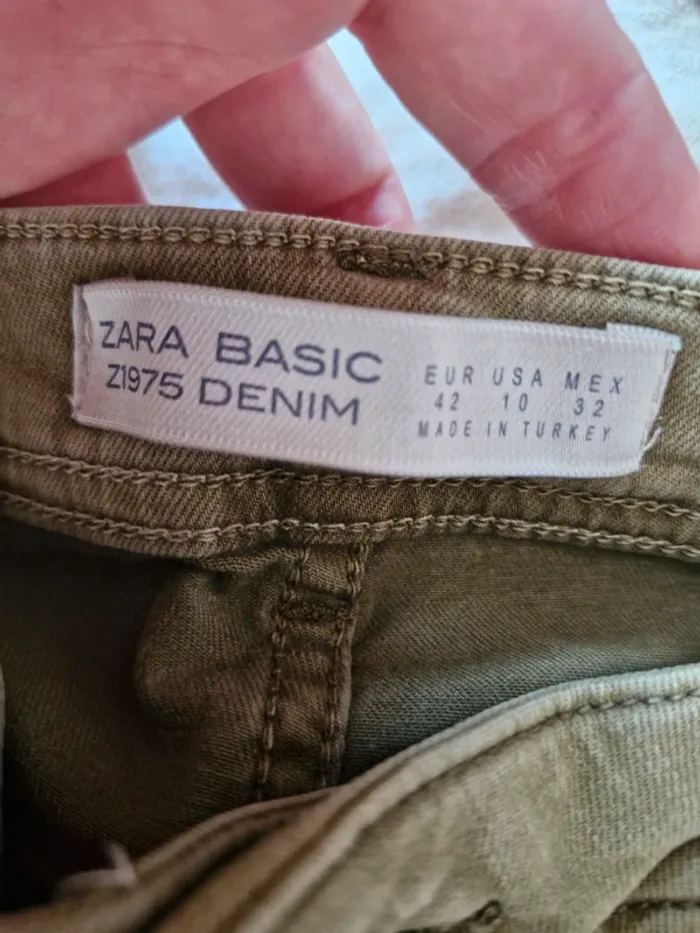 ZARA BASIC
Z1975 DENIM
EUR USA MEX
42 10 32
MADE IN TURKEY